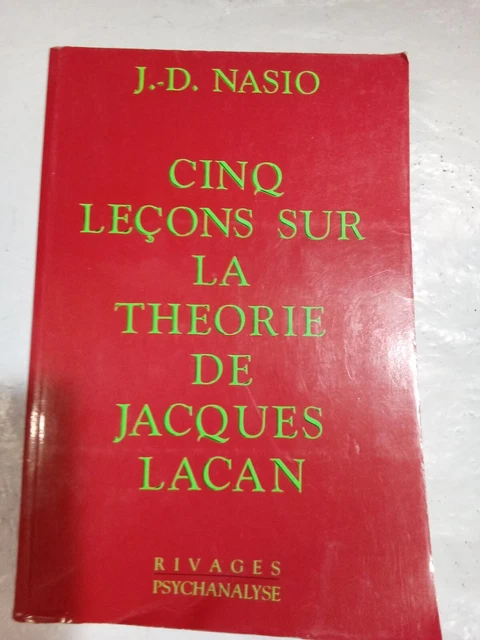 J.-D. NASIO
CINQ
LEÇONS SUR
LA
THEORIE
DE
JACQUES
LACAN
RIVAGES
PSYCHANALYSE